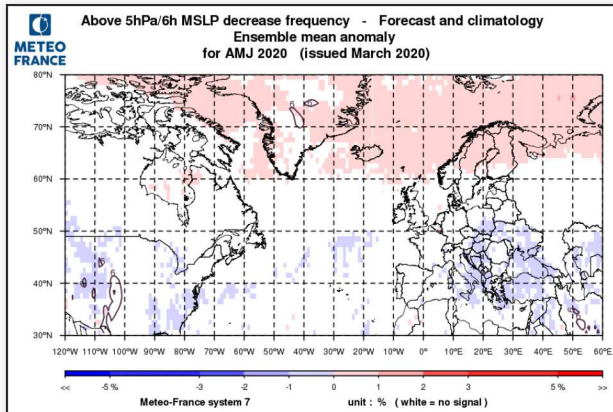 METEO
FRANCE
Above 5hPa/6h MSLP decrease frequency - Forecast and climatology
Ensemble mean anomaly
for AMJ 2020 (issued March 2020)
80°N
70°N
60°N
50°N
40°N
30°N
120°W 110°W 100°W 90°W 80°W 70°W 60°W 50°W 40°W 30°W 20°W 10°W 0° 10°E 20°E 30°E 40°E 50°E 60°E
<< -5 % -3 -2 -1 0 1 2 3 5 % >>
Meteo-France system 7 unit : % ( white = no signal )